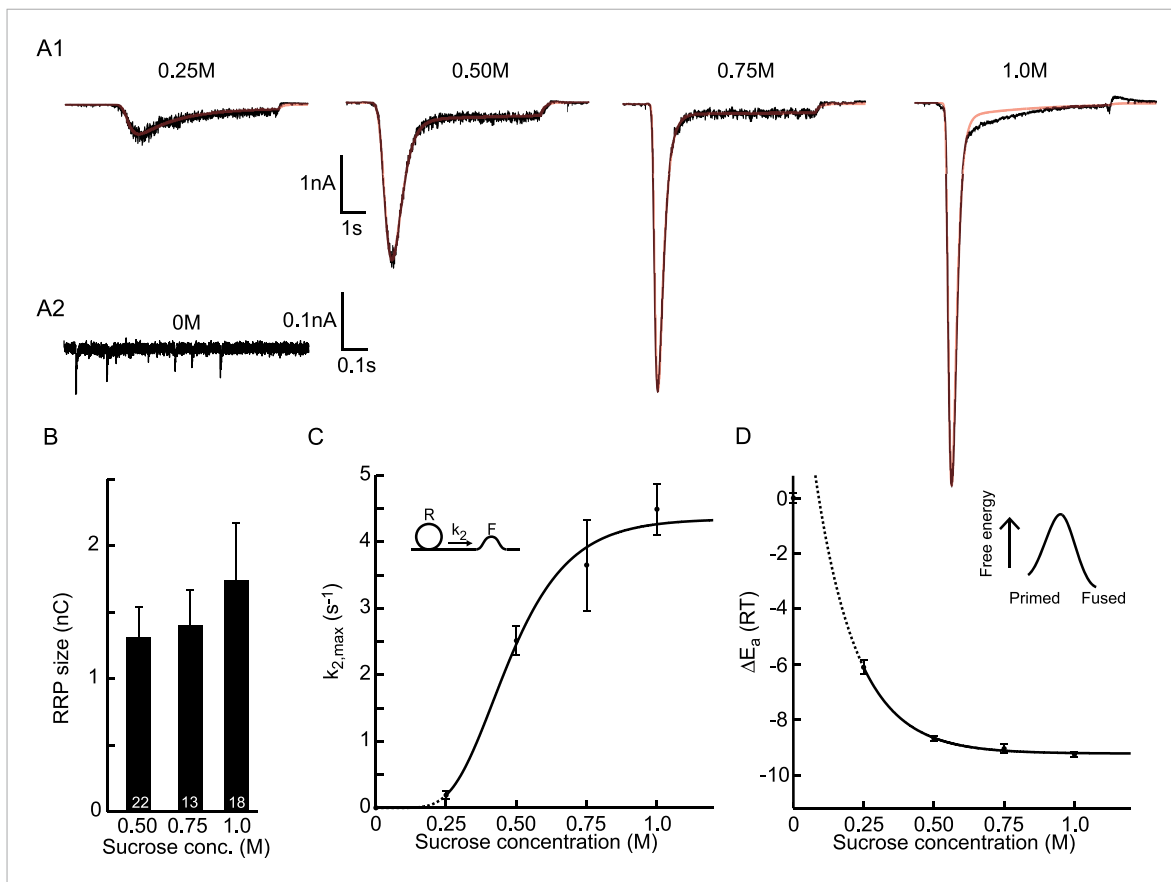 A1
0.25M
0.50M
0.75M
1.0M
1nA
1s
A2
0M
0.1nA
0.1s
B
RRP size (nC)
2
1
0
22
13
18
0.50
0.75
1.0
Sucrose conc. (M)
C
k2,max (s-1)
5
4
3
2
1
0
R
k2
F
0
0.25
0.50
0.75
1.0
Sucrose concentration (M)
D
ΔEa (RT)
0
-2
-4
-6
-8
-10
Free energy
Primed
Fused
0
0.25
0.50
0.75
1.0
Sucrose concentration (M)